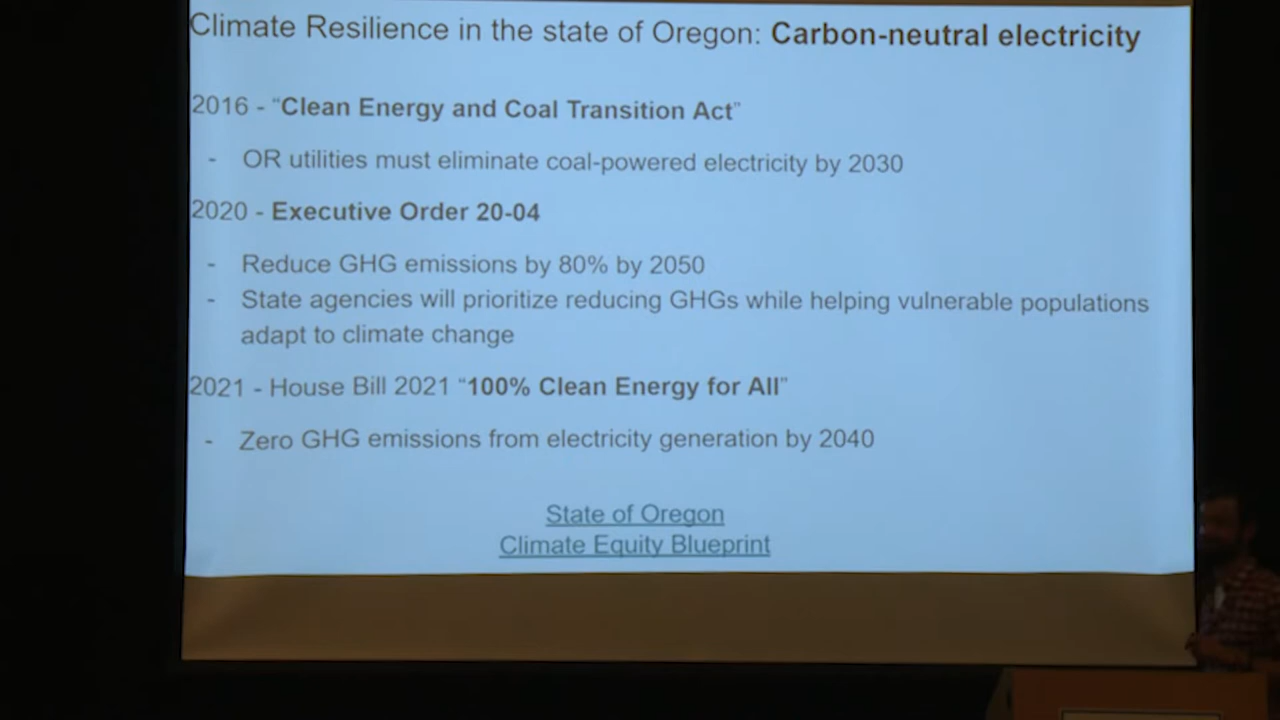 Climate Resilience in the state of Oregon: Carbon-neutral electricity
2016 - “Clean Energy and Coal Transition Act”
- OR utilities must eliminate coal-powered electricity by 2030
2020 - Executive Order 20-04
- Reduce GHG emissions by 80% by 2050
- State agencies will prioritize reducing GHGs while helping vulnerable populations
adapt to climate change
2021 - House Bill 2021 “100% Clean Energy for All”
- Zero GHG emissions from electricity generation by 2040
State of Oregon
Climate Equity Blueprint